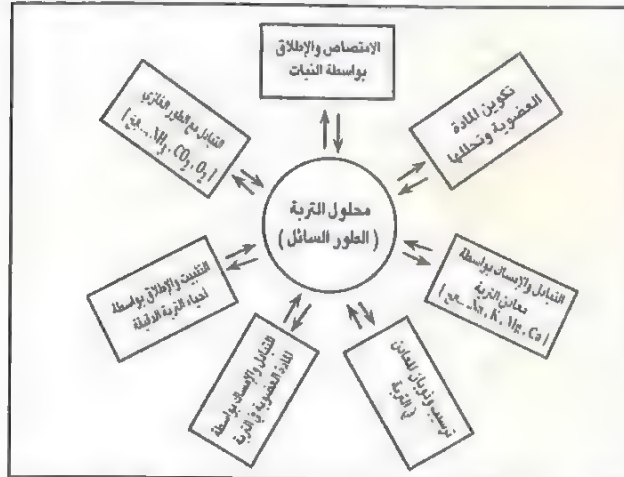 الامتصاص والإطلاق
بواسطة النبات
تكوين المادة
العضوية وتحللها
التبادل والإمساك بواسطة
معادن التربة
( Na , K , Mg , Ca ...الخ )
ترسب وذوبان المعادن
في التربة
التبادل والإمساك بواسطة
المادة العضوية في التربة
التثبيت والإطلاق بواسطة
أحياء التربة الدقيقة
التبادل مع الطور الغازي
( NH₃ , CO₂ , O₂ ...الخ )
محلول التربة
( الطور السائل )